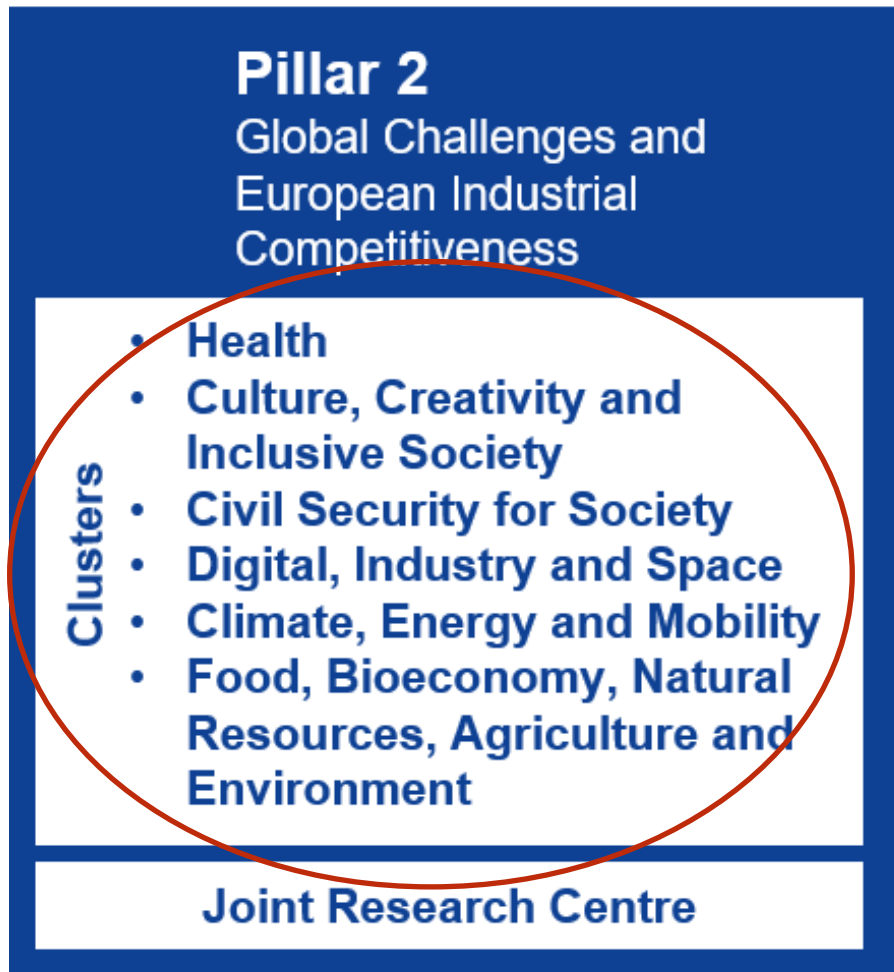 Pillar 2
Global Challenges and
European Industrial
Competitiveness
Clusters
• Health
• Culture, Creativity and
Inclusive Society
• Civil Security for Society
• Digital, Industry and Space
• Climate, Energy and Mobility
• Food, Bioeconomy, Natural
Resources, Agriculture and
Environment
Joint Research Centre